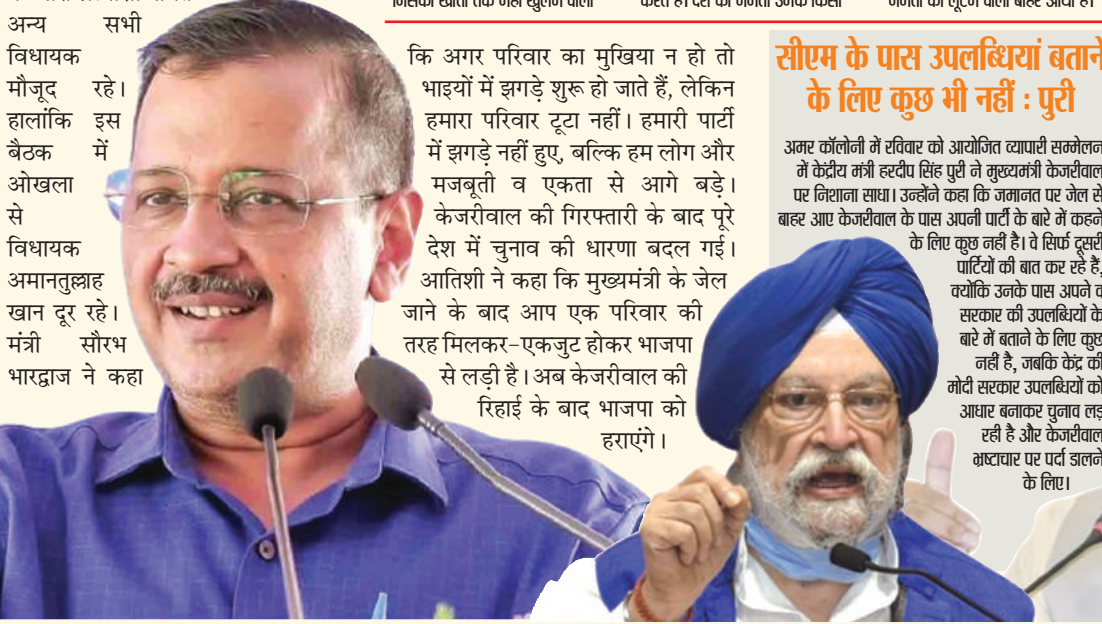 अन्य सभी
विधायक
मौजूद रहे।
हालांकि इस
बैठक में
ओखला
से
विधायक
अमानतुल्लाह
खान दूर रहे।
मंत्री सौरभ
भारद्वाज ने कहा
कि अगर परिवार का मुखिया न हो तो
भाइयों में झगड़े शुरू हो जाते हैं, लेकिन
हमारा परिवार टूटा नहीं। हमारी पार्टी
में झगड़े नहीं हुए, बल्कि हम लोग और
मजबूती व एकता से आगे बड़े।
केजरीवाल की गिरफ्तारी के बाद पूरे
देश में चुनाव की धारणा बदल गई।
आतिशी ने कहा कि मुख्यमंत्री के जेल
जाने के बाद आप एक परिवार की
तरह मिलकर-एकजुट होकर भाजपा
से लड़ी है। अब केजरीवाल की
रिहाई के बाद भाजपा को
हराएंगे।
सीएम के पास उपलब्धियां बताने
के लिए कुछ भी नहीं : पुरी
अमर कॉलोनी में रविवार को आयोजित व्यापारी सम्मेलन
में केंद्रीय मंत्री हरदीप सिंह पुरी ने मुख्यमंत्री केजरीवाल
पर निशाना साधा। उन्होंने कहा कि जमानत पर जेल से
बाहर आए केजरीवाल के पास अपनी पार्टी के बारे में कहने
के लिए कुछ नहीं है। वे सिर्फ दूसरी
पार्टियों की बात कर रहे हैं,
क्योंकि उनके पास अपने व
सरकार की उपलब्धियों के
बारे में बताने के लिए कुछ
नहीं है, जबकि केंद्र की
मोदी सरकार उपलब्धियों को
आधार बनाकर चुनाव लड़
रही है और केजरीवाल
भ्रष्टाचार पर पर्दा डालने
के लिए।